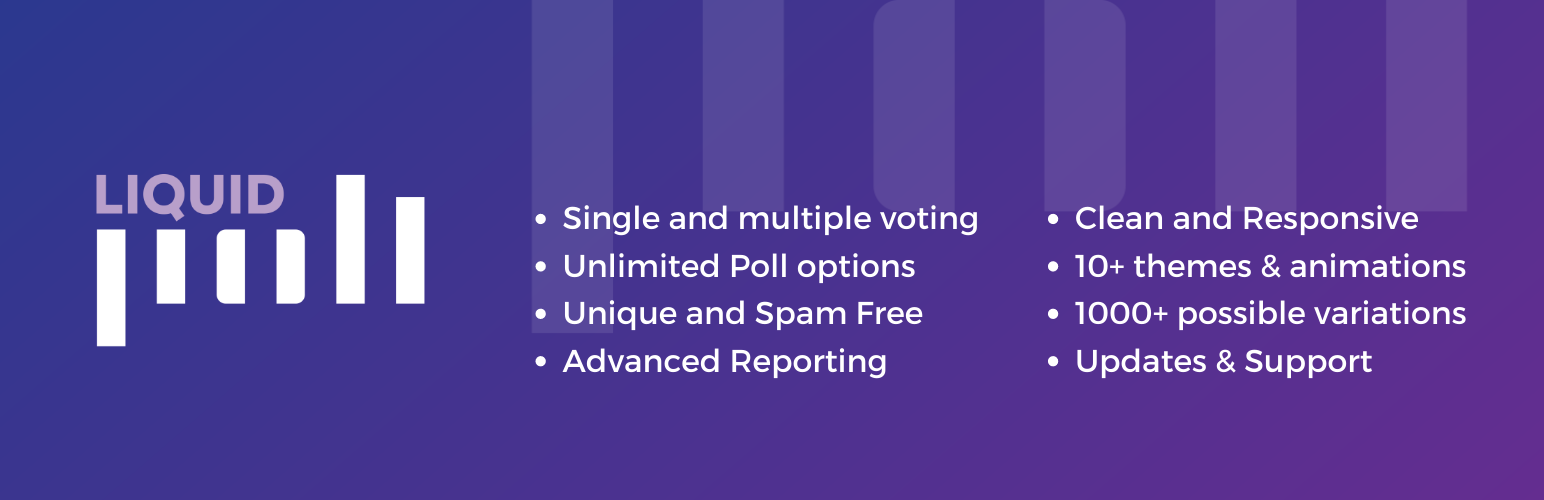 LIQUID
poll
• Single and multiple voting
• Unlimited Poll options
• Unique and Spam Free
• Advanced Reporting
• Clean and Responsive
• 10+ themes & animations
• 1000+ possible variations
• Updates & Support